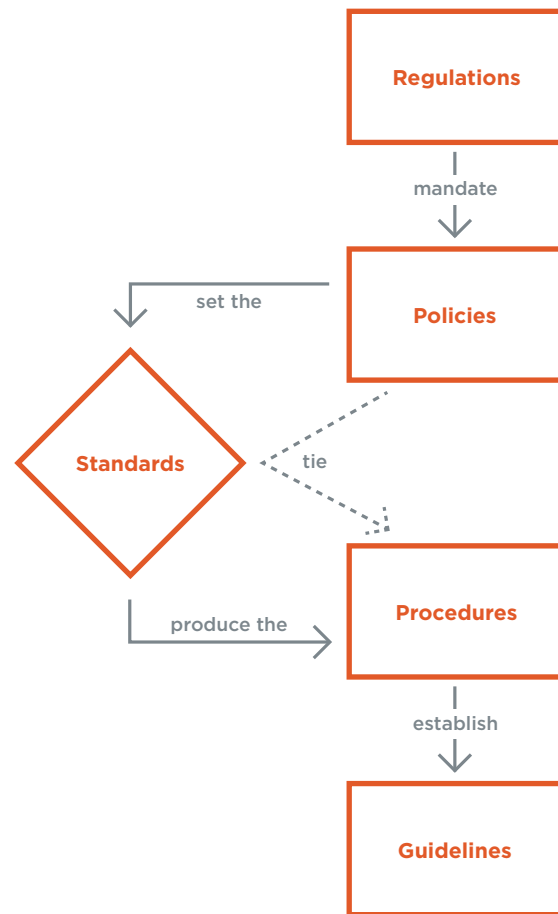 Regulations
mandate
Policies
set the
Standards
tie
Procedures
produce the
establish
Guidelines